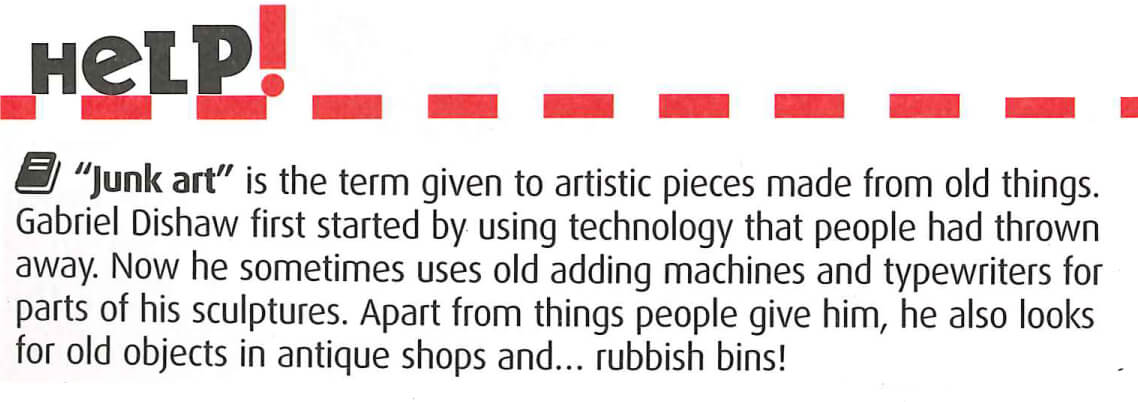 HeLP!
"Junk art" is the term given to artistic pieces made from old things.
Gabriel Dishaw first started by using technology that people had thrown
away. Now he sometimes uses old adding machines and typewriters for
parts of his sculptures. Apart from things people give him, he also looks
for old objects in antique shops and... rubbish bins!